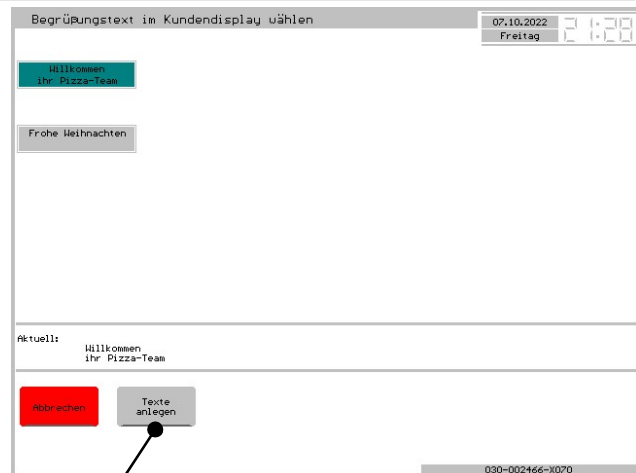 Begrüßungstext im Kundendisplay wählen
07.10.2022
Freitag
21:28
Willkommen
ihr Pizza-Team
Frohe Weihnachten
Aktuell:
Willkommen
ihr Pizza-Team
Abbrechen
Texte
anlegen
030-002466-X070